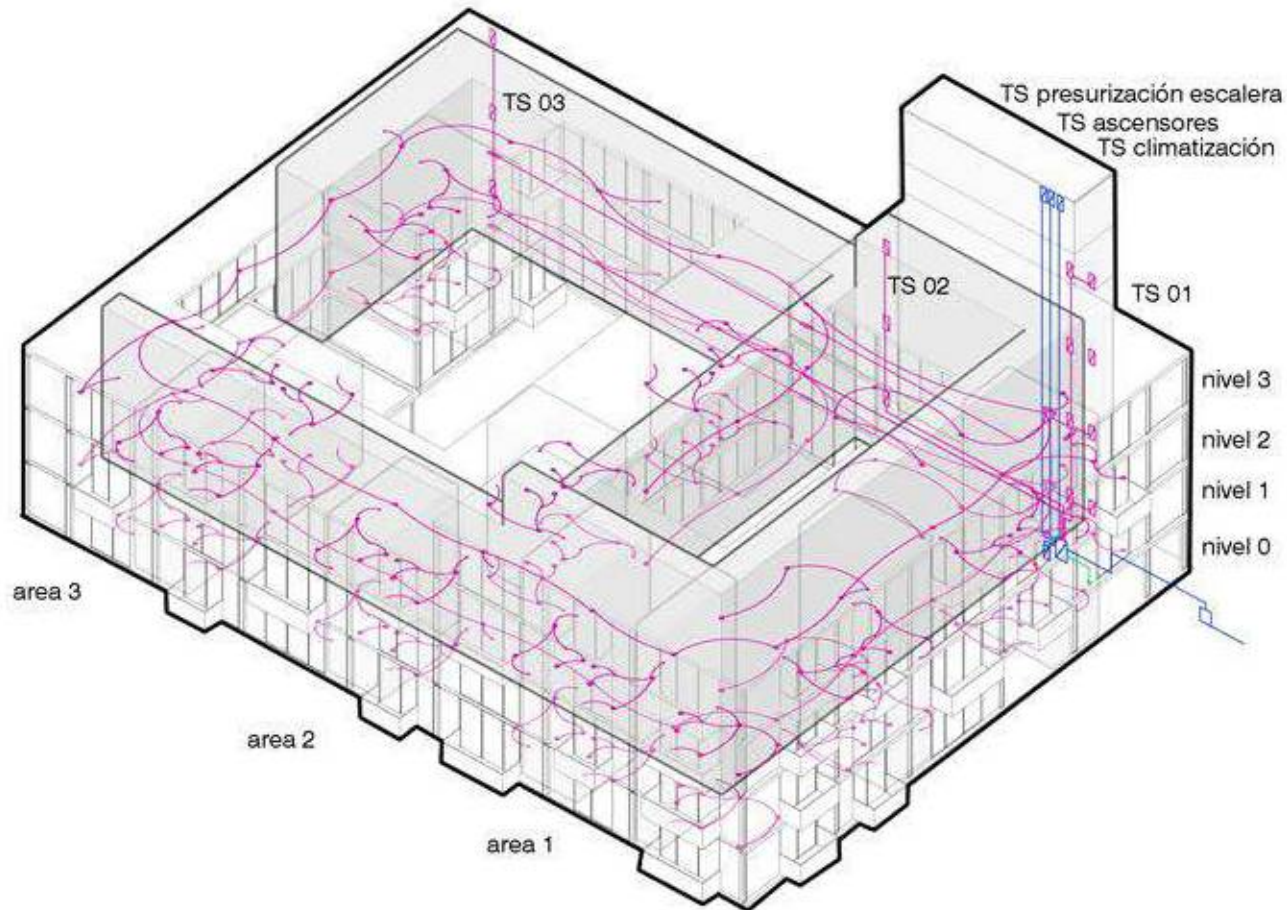 TS 03
TS presurización escalera
TS ascensores
TS climatización
TS 02
TS 01
nivel 3
nivel 2
nivel 1
nivel 0
area 3
area 2
area 1